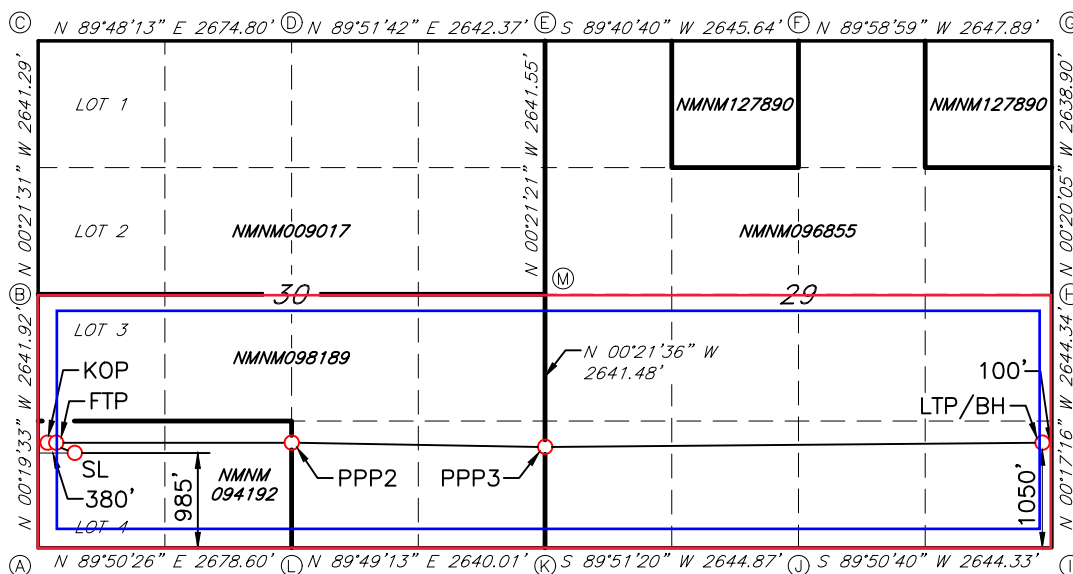 C N 89°48'13" E 2674.80' D N 89°51'42" E 2642.37' E S 89°40'40" W 2645.64' F N 89°58'59" W 2647.89' G
N 00°21'31" W 2641.29'
N 00°21'21" W 2641.55'
N 00°20'05" W 2638.90'
LOT 1
NMNM127890
NMNM127890
LOT 2
NMNM009017
NMNM096855
M
B
30
29
H
LOT 3
NMNM098189
N 00°21'36" W
2641.48'
KOP
FTP
100'
LTP/BH
N 00°19'33" W 2641.92'
N 00°17'16" W 2644.34'
SL
380'
985'
NMNM
094192
PPP2
PPP3
1050'
LOT 4
A N 89°50'26" E 2678.60' L N 89°49'13" E 2640.01' K S 89°51'20" W 2644.87' J S 89°50'40" W 2644.33' I